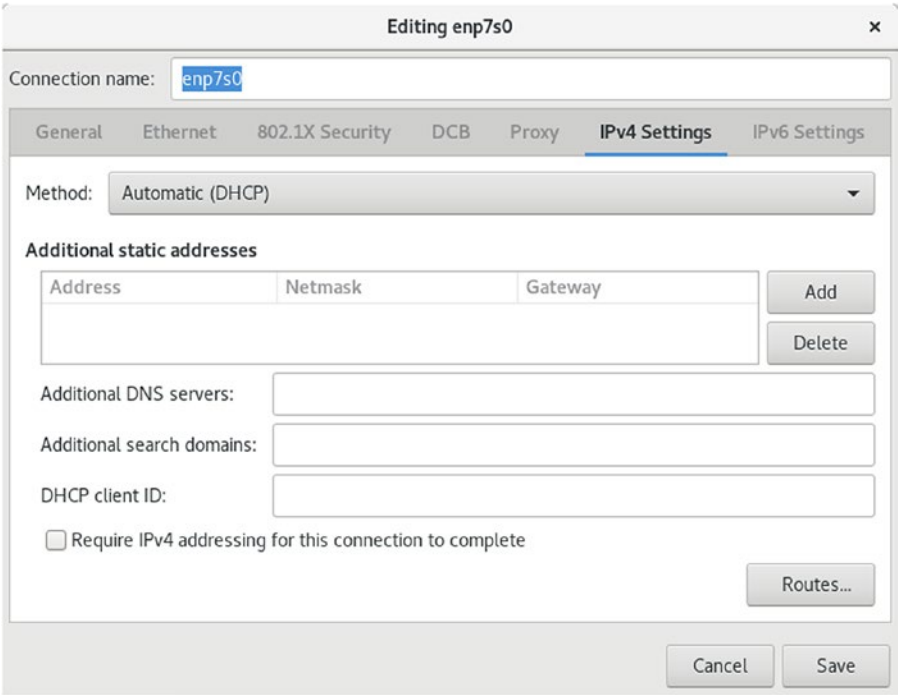 Editing enp7s0 ×
Connection name: enp7s0
General Ethernet 802.1X Security DCB Proxy IPv4 Settings IPv6 Settings
Method: Automatic (DHCP)
Additional static addresses
Address Netmask Gateway Add
Delete
Additional DNS servers:
Additional search domains:
DHCP client ID:
Require IPv4 addressing for this connection to complete
Routes...
Cancel Save